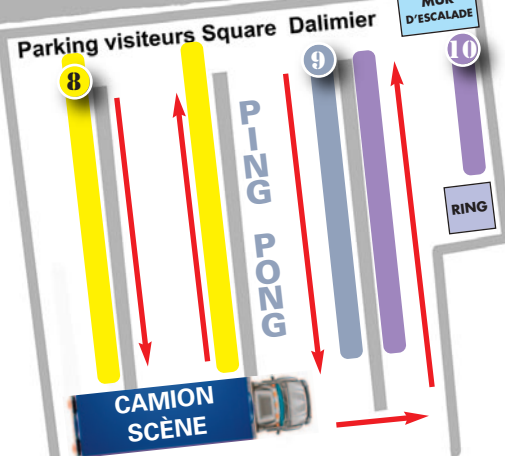 MUR
D'ESCALADE
Parking visiteurs Square Dalimier
8
9
10
PING PONG
RING
CAMION
SCÈNE